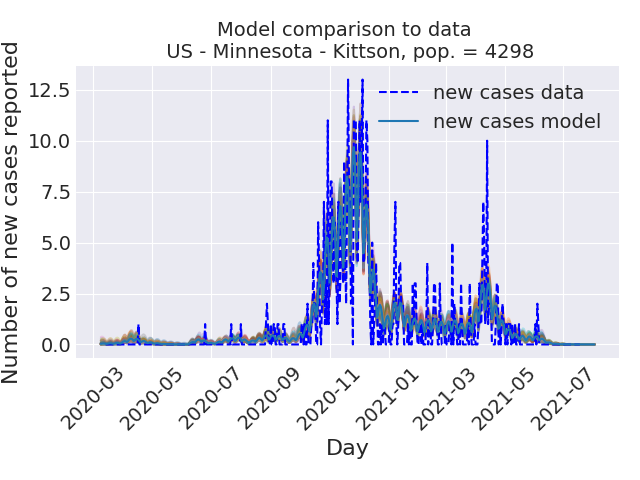 Model comparison to data
US - Minnesota - Kittson, pop. = 4298
Number of new cases reported
12.5
10.0
7.5
5.0
2.5
0.0
new cases data
new cases model
2020-03
2020-05
2020-07
2020-09
2020-11
2021-01
2021-03
2021-05
2021-07
Day